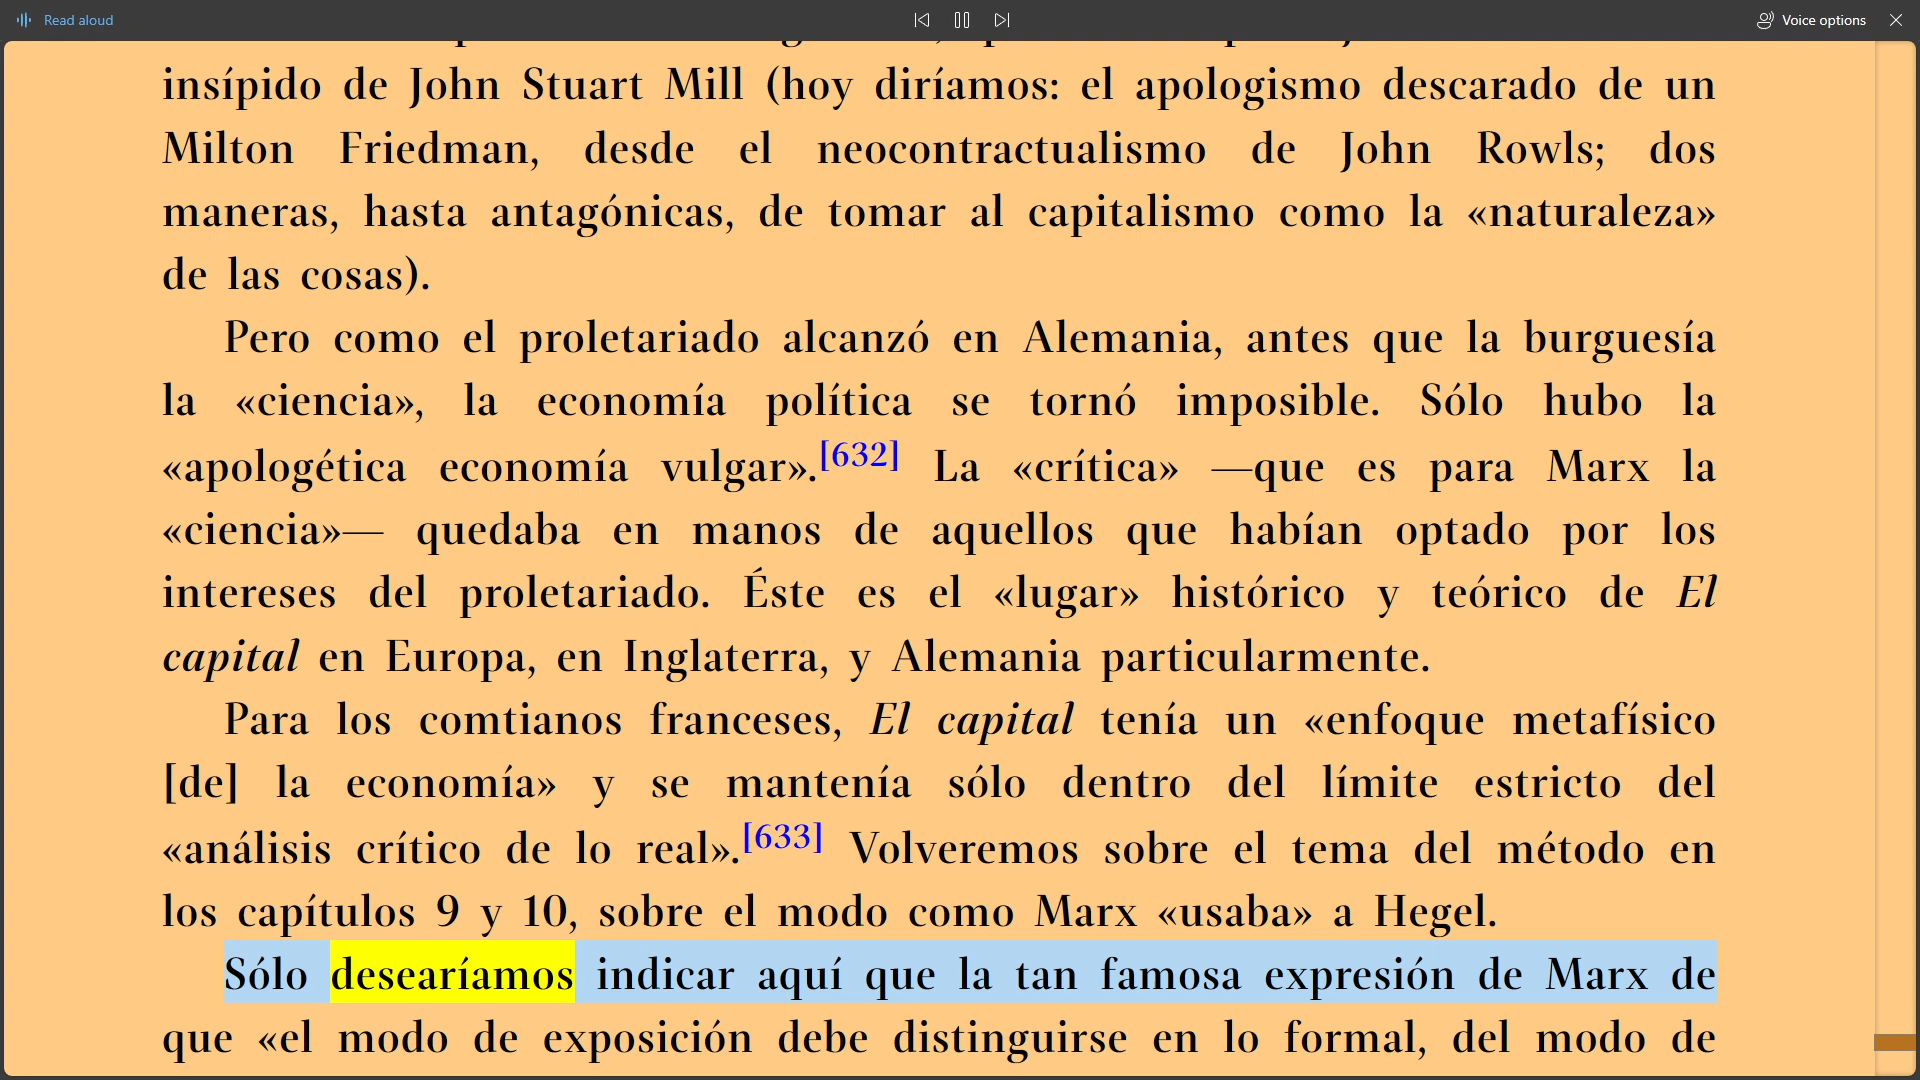 Read aloud
Voice options
insípido de John Stuart Mill (hoy diríamos: el apologismo descarado de un
Milton Friedman, desde el neocontractualismo de John Rowls; dos
maneras, hasta antagónicas, de tomar al capitalismo como la «naturaleza»
de las cosas).
Pero como el proletariado alcanzó en Alemania, antes que la burguesía
la «ciencia», la economía política se tornó imposible. Sólo hubo la
«apologética economía vulgar».[632] La «crítica» —que es para Marx la
«ciencia»— quedaba en manos de aquellos que habían optado por los
intereses del proletariado. Éste es el «lugar» histórico y teórico de El
capital en Europa, en Inglaterra, y Alemania particularmente.
Para los comtianos franceses, El capital tenía un «enfoque metafísico
[de] la economía» y se mantenía sólo dentro del límite estricto del
«análisis crítico de lo real».[633] Volveremos sobre el tema del método en
los capítulos 9 y 10, sobre el modo como Marx «usaba» a Hegel.
Sólo desearíamos indicar aquí que la tan famosa expresión de Marx de
que «el modo de exposición debe distinguirse en lo formal, del modo de